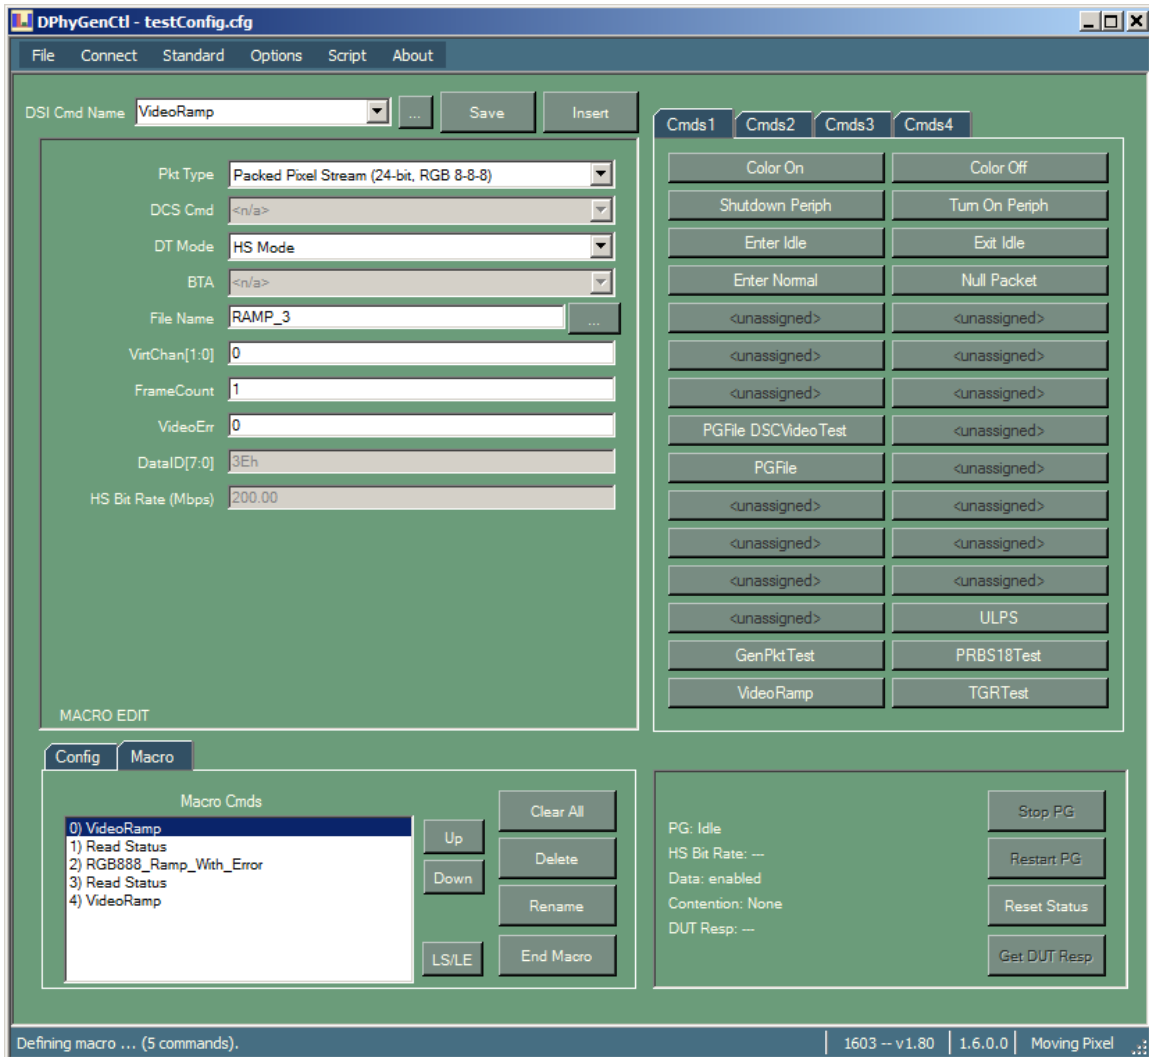 DPhyGenCtl - testConfig.cfg
File Connect Standard Options Script About
DSI Cmd Name VideoRamp ... Save Insert
Pkt Type Packed Pixel Stream (24-bit, RGB 8-8-8)
DCS Cmd <n/a>
DT Mode HS Mode
BTA <n/a>
File Name RAMP_3 ...
VirtChan[1:0] 0
FrameCount 1
VideoErr 0
DataID[7:0] 3Eh
HS Bit Rate (Mbps) 200.00
MACRO EDIT
Cmds1 Cmds2 Cmds3 Cmds4
Color On Color Off
Shutdown Periph Turn On Periph
Enter Idle Exit Idle
Enter Normal Null Packet
<unassigned> <unassigned>
<unassigned> <unassigned>
<unassigned> <unassigned>
PGFile DSCVideoTest <unassigned>
PGFile <unassigned>
<unassigned> <unassigned>
<unassigned> <unassigned>
<unassigned> <unassigned>
<unassigned> ULPS
GenPktTest PRBS18Test
VideoRamp TGRTest
Config Macro
Macro Cmds
0) VideoRamp
1) Read Status
2) RGB888_Ramp_With_Error
3) Read Status
4) VideoRamp
Up
Down
LS/LE
Clear All
Delete
Rename
End Macro
PG: Idle
HS Bit Rate: ---
Data: enabled
Contention: None
DUT Resp: ---
Stop PG
Restart PG
Reset Status
Get DUT Resp
Defining macro ... (5 commands). 1603 -- v1.80 1.6.0.0 Moving Pixel